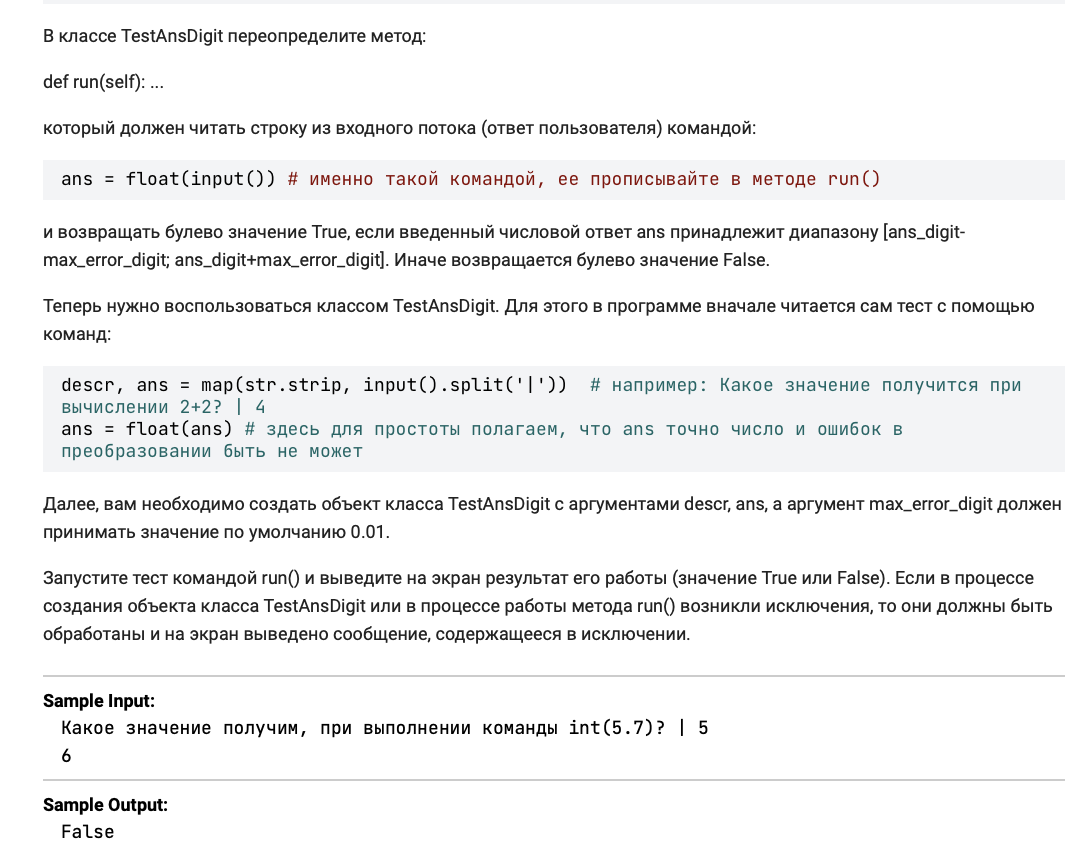 В классе TestAnsDigit переопределите метод:
def run(self): ...
который должен читать строку из входного потока (ответ пользователя) командой:
ans = float(input()) # именно такой командой, ее прописывайте в методе run()
и возвращать булево значение True, если введенный числовой ответ ans принадлежит диапазону [ans_digit-
max_error_digit; ans_digit+max_error_digit]. Иначе возвращается булево значение False.
Теперь нужно воспользоваться классом TestAnsDigit. Для этого в программе вначале читается сам тест с помощью
команд:
descr, ans = map(str.strip, input().split('|'))  # например: Какое значение получится при
вычислении 2+2? | 4
ans = float(ans) # здесь для простоты полагаем, что ans точно число и ошибок в
преобразовании быть не может
Далее, вам необходимо создать объект класса TestAnsDigit с аргументами descr, ans, а аргумент max_error_digit должен
принимать значение по умолчанию 0.01.
Запустите тест командой run() и выведите на экран результат его работы (значение True или False). Если в процессе
создания объекта класса TestAnsDigit или в процессе работы метода run() возникли исключения, то они должны быть
обработаны и на экран выведено сообщение, содержащееся в исключении.
Sample Input:
Какое значение получим, при выполнении команды int(5.7)? | 5
6
Sample Output:
False